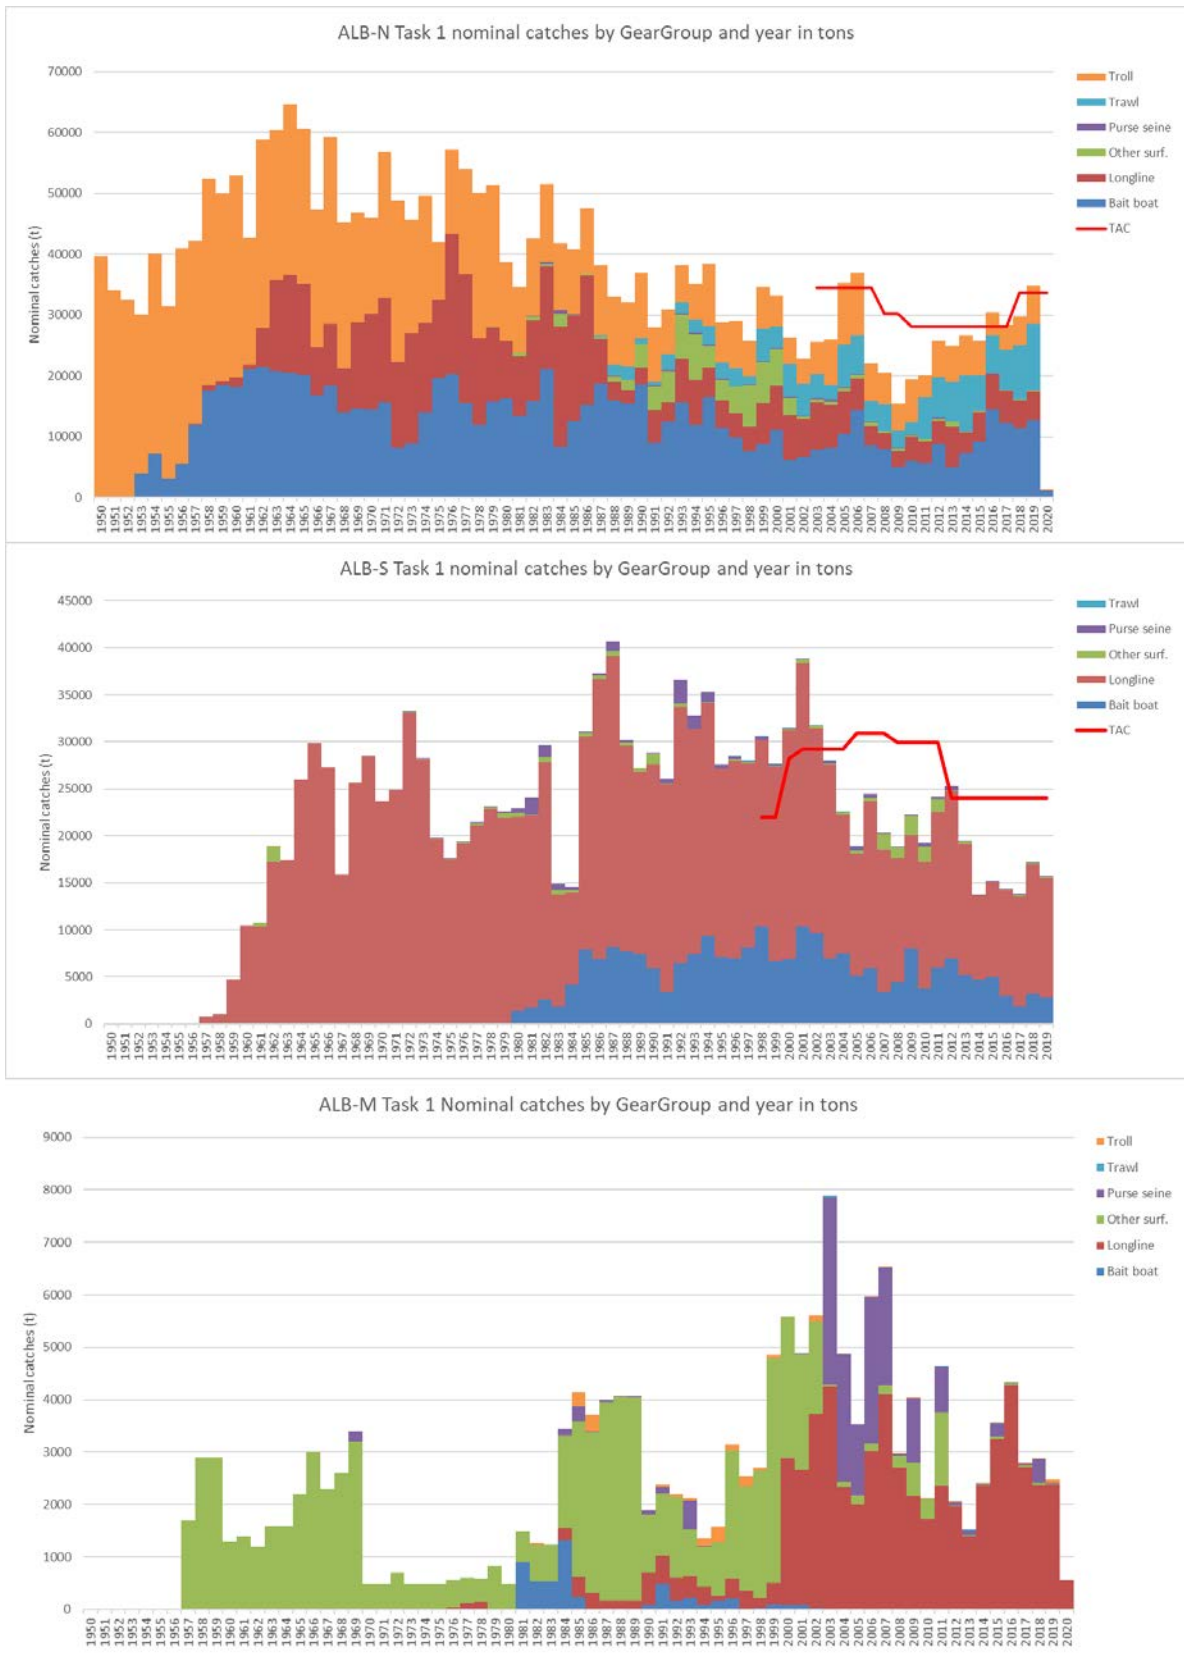 ALB-N Task 1 nominal catches by GearGroup and year in tons
Nominal catches (t)
70000
60000
50000
40000
30000
20000
10000
0
1950 1951 1952 1953 1954 1955 1956 1957 1958 1959 1960 1961 1962 1963 1964 1965 1966 1967 1968 1969 1970 1971 1972 1973 1974 1975 1976 1977 1978 1979 1980 1981 1982 1983 1984 1985 1986 1987 1988 1989 1990 1991 1992 1993 1994 1995 1996 1997 1998 1999 2000 2001 2002 2003 2004 2005 2006 2007 2008 2009 2010 2011 2012 2013 2014 2015 2016 2017 2018 2019 2020
Troll
Trawl
Purse seine
Other surf.
Longline
Bait boat
TAC
ALB-S Task 1 nominal catches by GearGroup and year in tons
Nominal catches (t)
45000
40000
35000
30000
25000
20000
15000
10000
5000
0
1950 1951 1952 1953 1954 1955 1956 1957 1958 1959 1960 1961 1962 1963 1964 1965 1966 1967 1968 1969 1970 1971 1972 1973 1974 1975 1976 1977 1978 1979 1980 1981 1982 1983 1984 1985 1986 1987 1988 1989 1990 1991 1992 1993 1994 1995 1996 1997 1998 1999 2000 2001 2002 2003 2004 2005 2006 2007 2008 2009 2010 2011 2012 2013 2014 2015 2016 2017 2018 2019
Trawl
Purse seine
Other surf.
Longline
Bait boat
TAC
ALB-M Task 1 Nominal catches by GearGroup and year in tons
Nominal catches (t)
9000
8000
7000
6000
5000
4000
3000
2000
1000
0
1950 1951 1952 1953 1954 1955 1956 1957 1958 1959 1960 1961 1962 1963 1964 1965 1966 1967 1968 1969 1970 1971 1972 1973 1974 1975 1976 1977 1978 1979 1980 1981 1982 1983 1984 1985 1986 1987 1988 1989 1990 1991 1992 1993 1994 1995 1996 1997 1998 1999 2000 2001 2002 2003 2004 2005 2006 2007 2008 2009 2010 2011 2012 2013 2014 2015 2016 2017 2018 2019 2020
Troll
Trawl
Purse seine
Other surf.
Longline
Bait boat